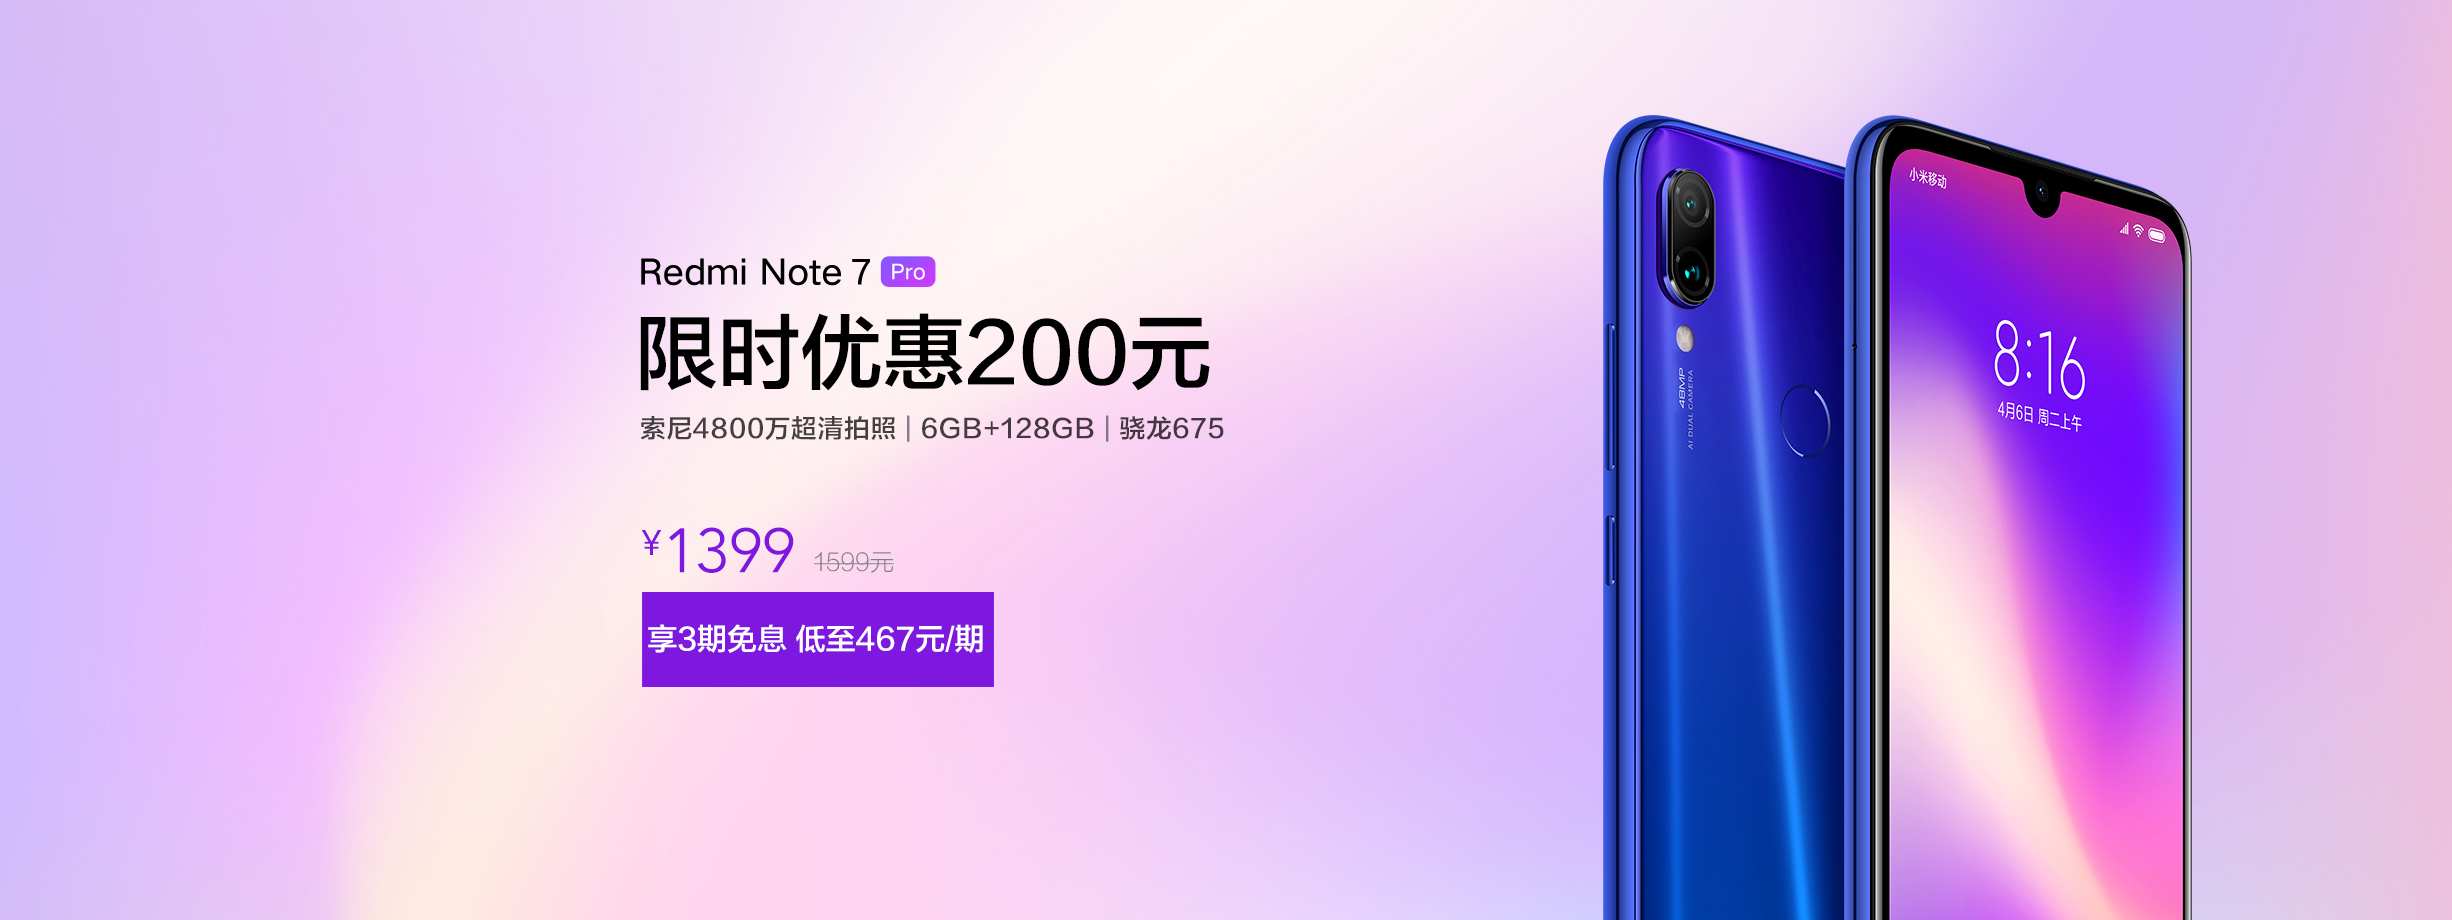 Redmi Note 7 Pro
限时优惠200元
索尼4800万超清拍照 | 6GB+128GB | 骁龙675
¥1399 1599元
享3期免息 低至467元/期
48MP
AI DUAL CAMERA
小米移动
8:16
4月6日 周二上午